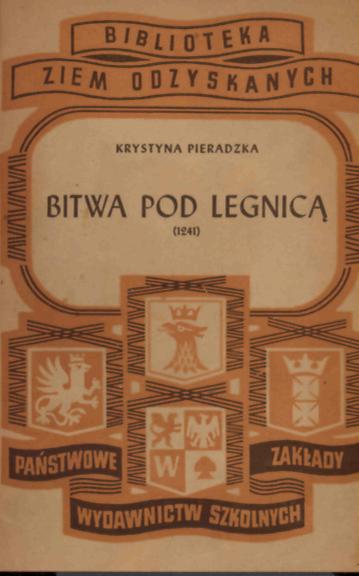 BIBLIOTEKA
ZIEM ODZYSKANYCH
KRYSTYNA PIERADZKA
BITWA POD LEGNICĄ
(1241)
W
PAŃSTWOWE ZAKŁADY
WYDAWNICTW SZKOLNYCH